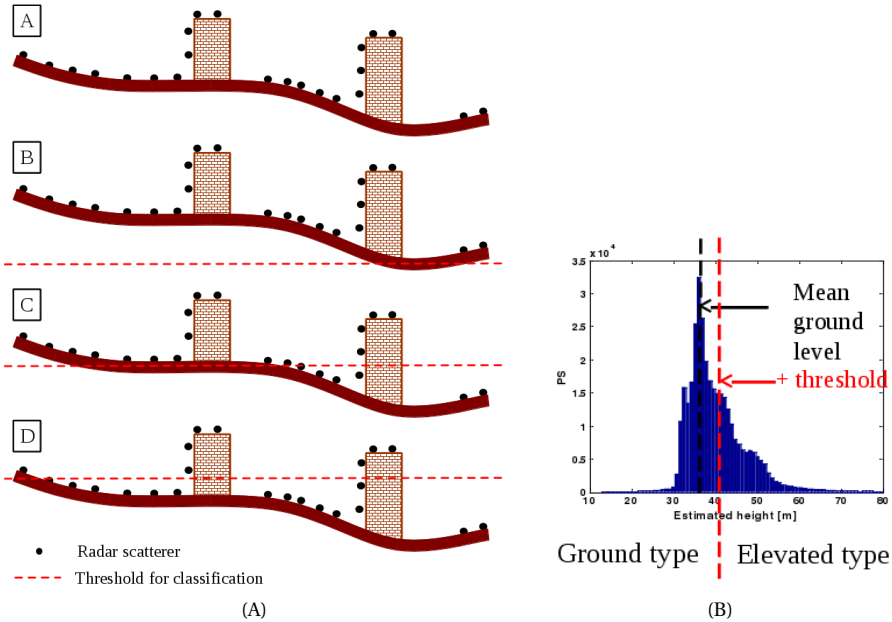 A
B
C
D
Radar scatterer
Threshold for classification
(A)
x 10^4
3.5
3
2.5
2
1.5
1
0.5
0
PS
10 20 30 40 50 60 70 80
Estimated height [m]
Mean
ground
level
+ threshold
Ground type
Elevated type
(B)